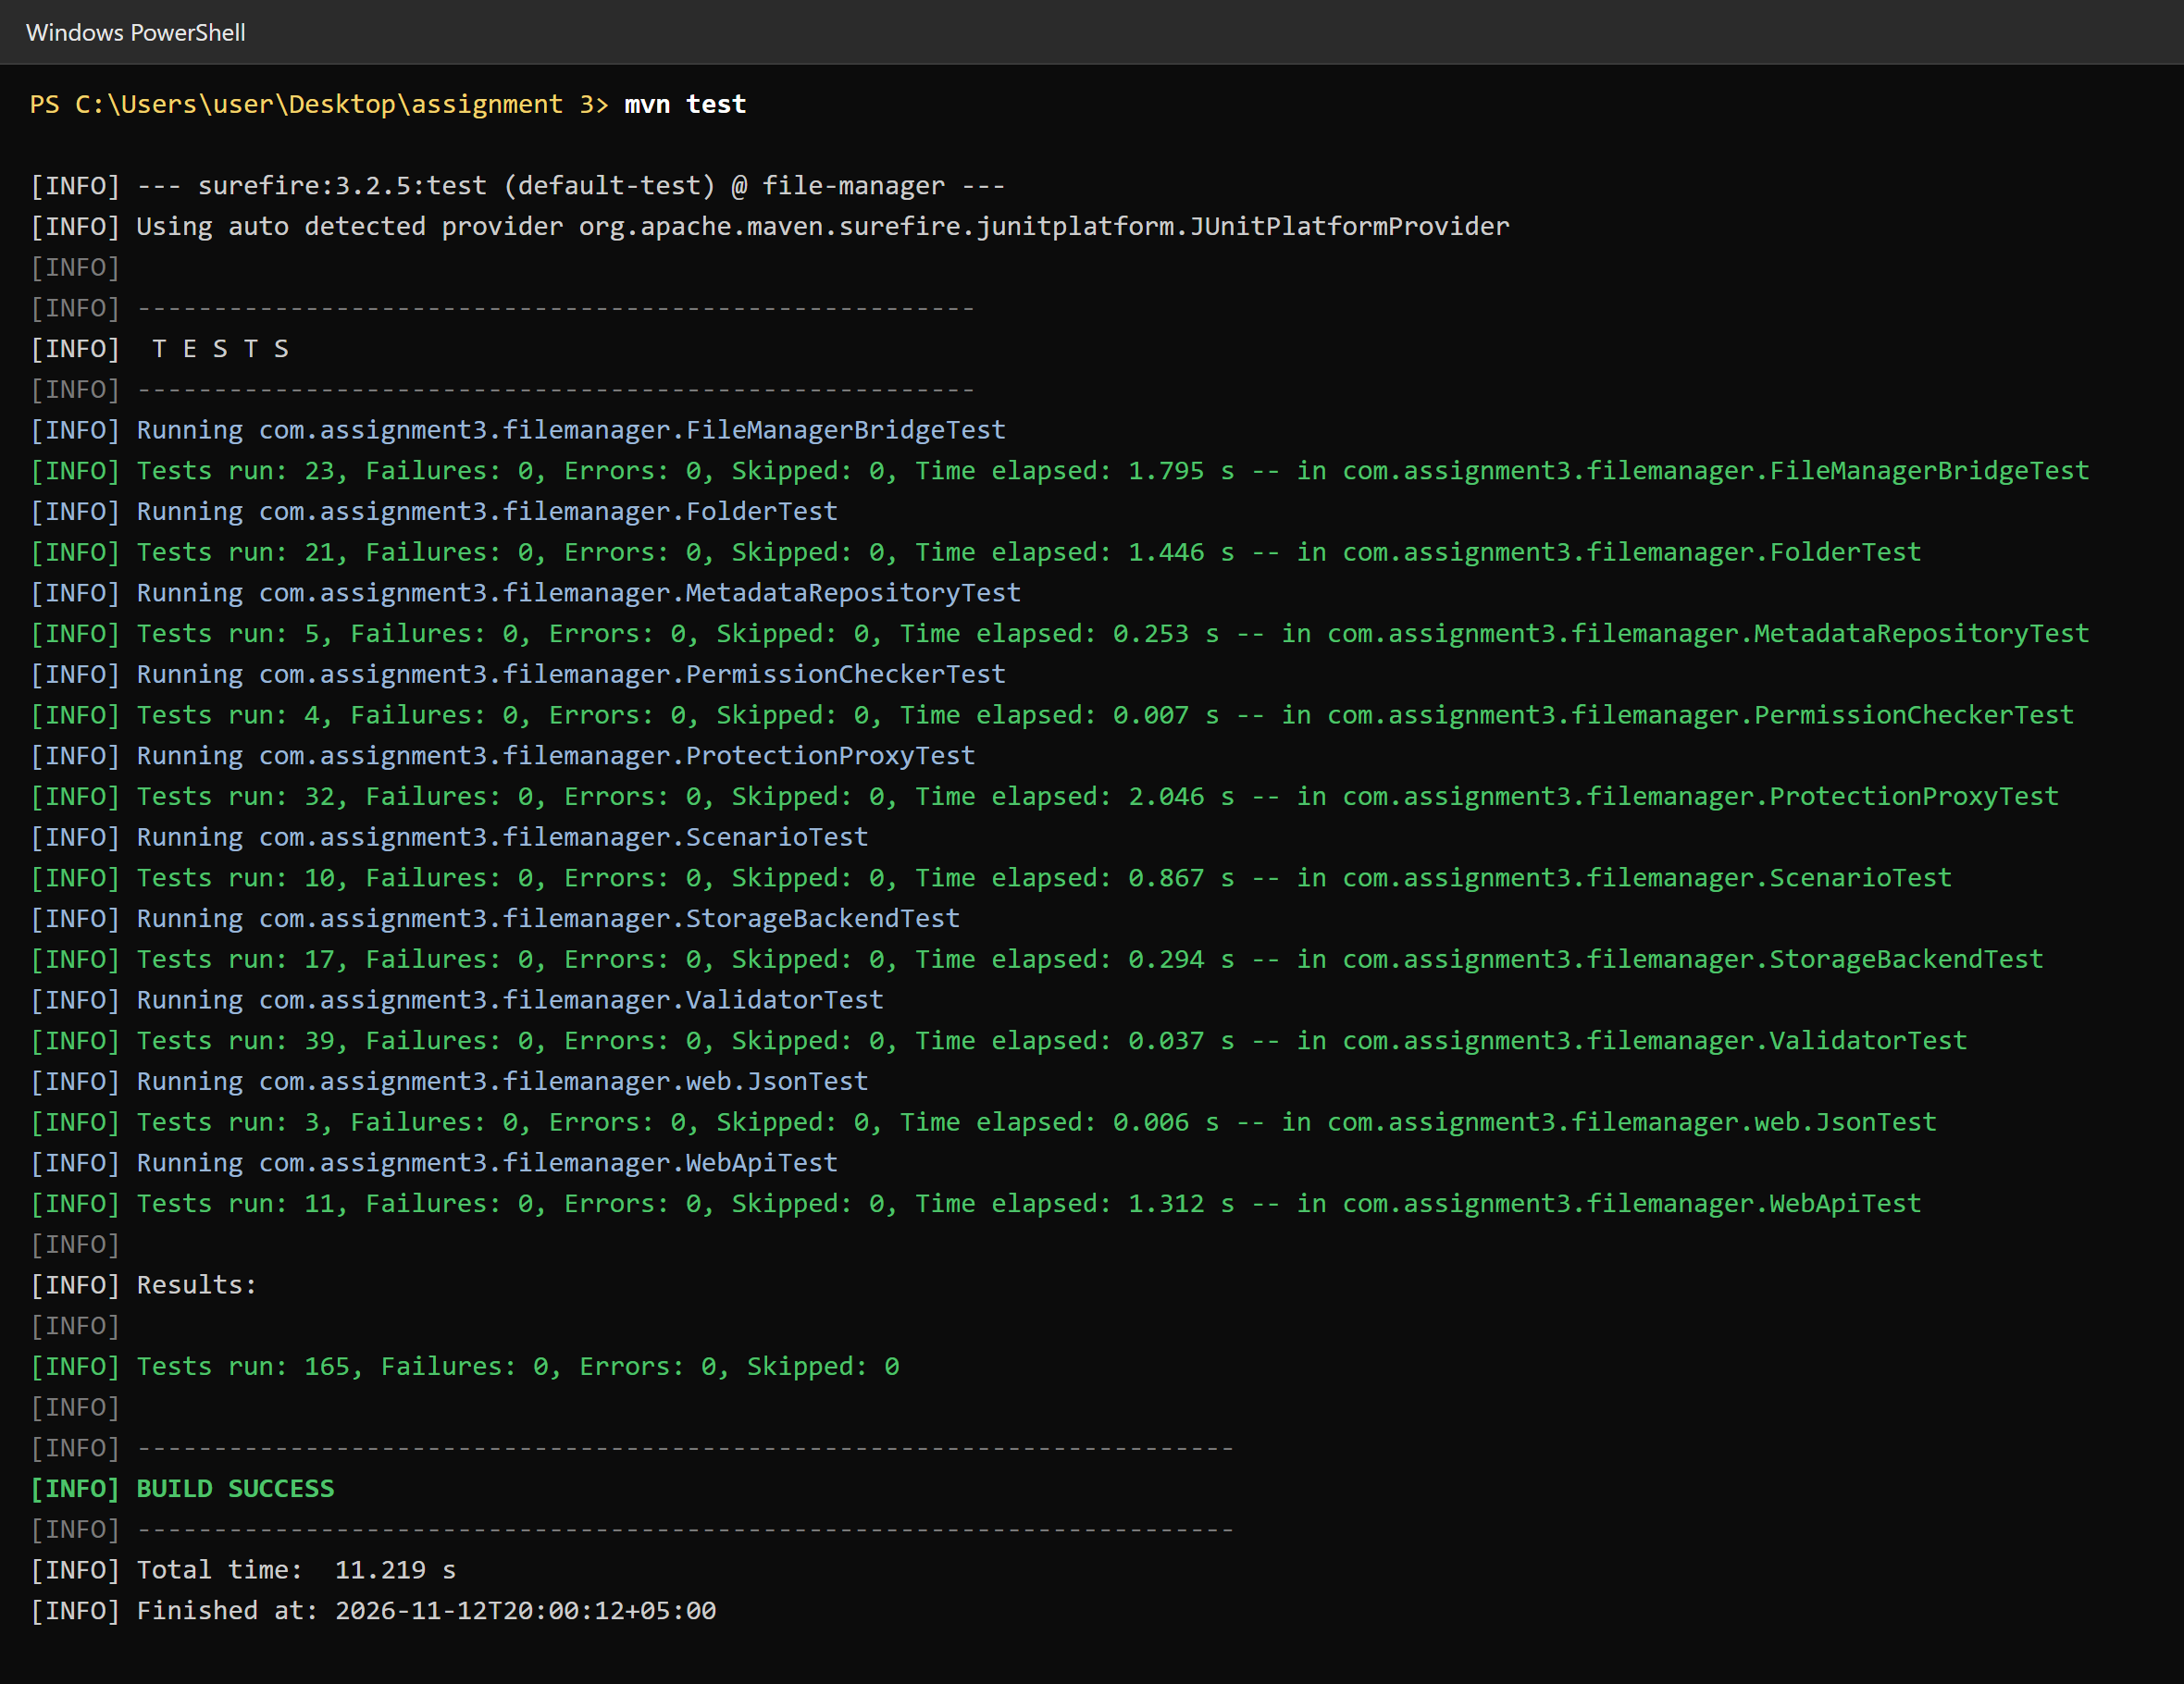 Windows PowerShell
PS C:\Users\user\Desktop\assignment 3> mvn test
[INFO] --- surefire:3.2.5:test (default-test) @ file-manager ---
[INFO] Using auto detected provider org.apache.maven.surefire.junitplatform.JUnitPlatformProvider
[INFO]
[INFO] -------------------------------------------------------
[INFO]  T E S T S
[INFO] -------------------------------------------------------
[INFO] Running com.assignment3.filemanager.FileManagerBridgeTest
[INFO] Tests run: 23, Failures: 0, Errors: 0, Skipped: 0, Time elapsed: 1.795 s -- in com.assignment3.filemanager.FileManagerBridgeTest
[INFO] Running com.assignment3.filemanager.FolderTest
[INFO] Tests run: 21, Failures: 0, Errors: 0, Skipped: 0, Time elapsed: 1.446 s -- in com.assignment3.filemanager.FolderTest
[INFO] Running com.assignment3.filemanager.MetadataRepositoryTest
[INFO] Tests run: 5, Failures: 0, Errors: 0, Skipped: 0, Time elapsed: 0.253 s -- in com.assignment3.filemanager.MetadataRepositoryTest
[INFO] Running com.assignment3.filemanager.PermissionCheckerTest
[INFO] Tests run: 4, Failures: 0, Errors: 0, Skipped: 0, Time elapsed: 0.007 s -- in com.assignment3.filemanager.PermissionCheckerTest
[INFO] Running com.assignment3.filemanager.ProtectionProxyTest
[INFO] Tests run: 32, Failures: 0, Errors: 0, Skipped: 0, Time elapsed: 2.046 s -- in com.assignment3.filemanager.ProtectionProxyTest
[INFO] Running com.assignment3.filemanager.ScenarioTest
[INFO] Tests run: 10, Failures: 0, Errors: 0, Skipped: 0, Time elapsed: 0.867 s -- in com.assignment3.filemanager.ScenarioTest
[INFO] Running com.assignment3.filemanager.StorageBackendTest
[INFO] Tests run: 17, Failures: 0, Errors: 0, Skipped: 0, Time elapsed: 0.294 s -- in com.assignment3.filemanager.StorageBackendTest
[INFO] Running com.assignment3.filemanager.ValidatorTest
[INFO] Tests run: 39, Failures: 0, Errors: 0, Skipped: 0, Time elapsed: 0.037 s -- in com.assignment3.filemanager.ValidatorTest
[INFO] Running com.assignment3.filemanager.web.JsonTest
[INFO] Tests run: 3, Failures: 0, Errors: 0, Skipped: 0, Time elapsed: 0.006 s -- in com.assignment3.filemanager.web.JsonTest
[INFO] Running com.assignment3.filemanager.WebApiTest
[INFO] Tests run: 11, Failures: 0, Errors: 0, Skipped: 0, Time elapsed: 1.312 s -- in com.assignment3.filemanager.WebApiTest
[INFO]
[INFO] Results:
[INFO]
[INFO] Tests run: 165, Failures: 0, Errors: 0, Skipped: 0
[INFO]
[INFO] ------------------------------------------------------------------------
[INFO] BUILD SUCCESS
[INFO] ------------------------------------------------------------------------
[INFO] Total time:  11.219 s
[INFO] Finished at: 2026-11-12T20:00:12+05:00